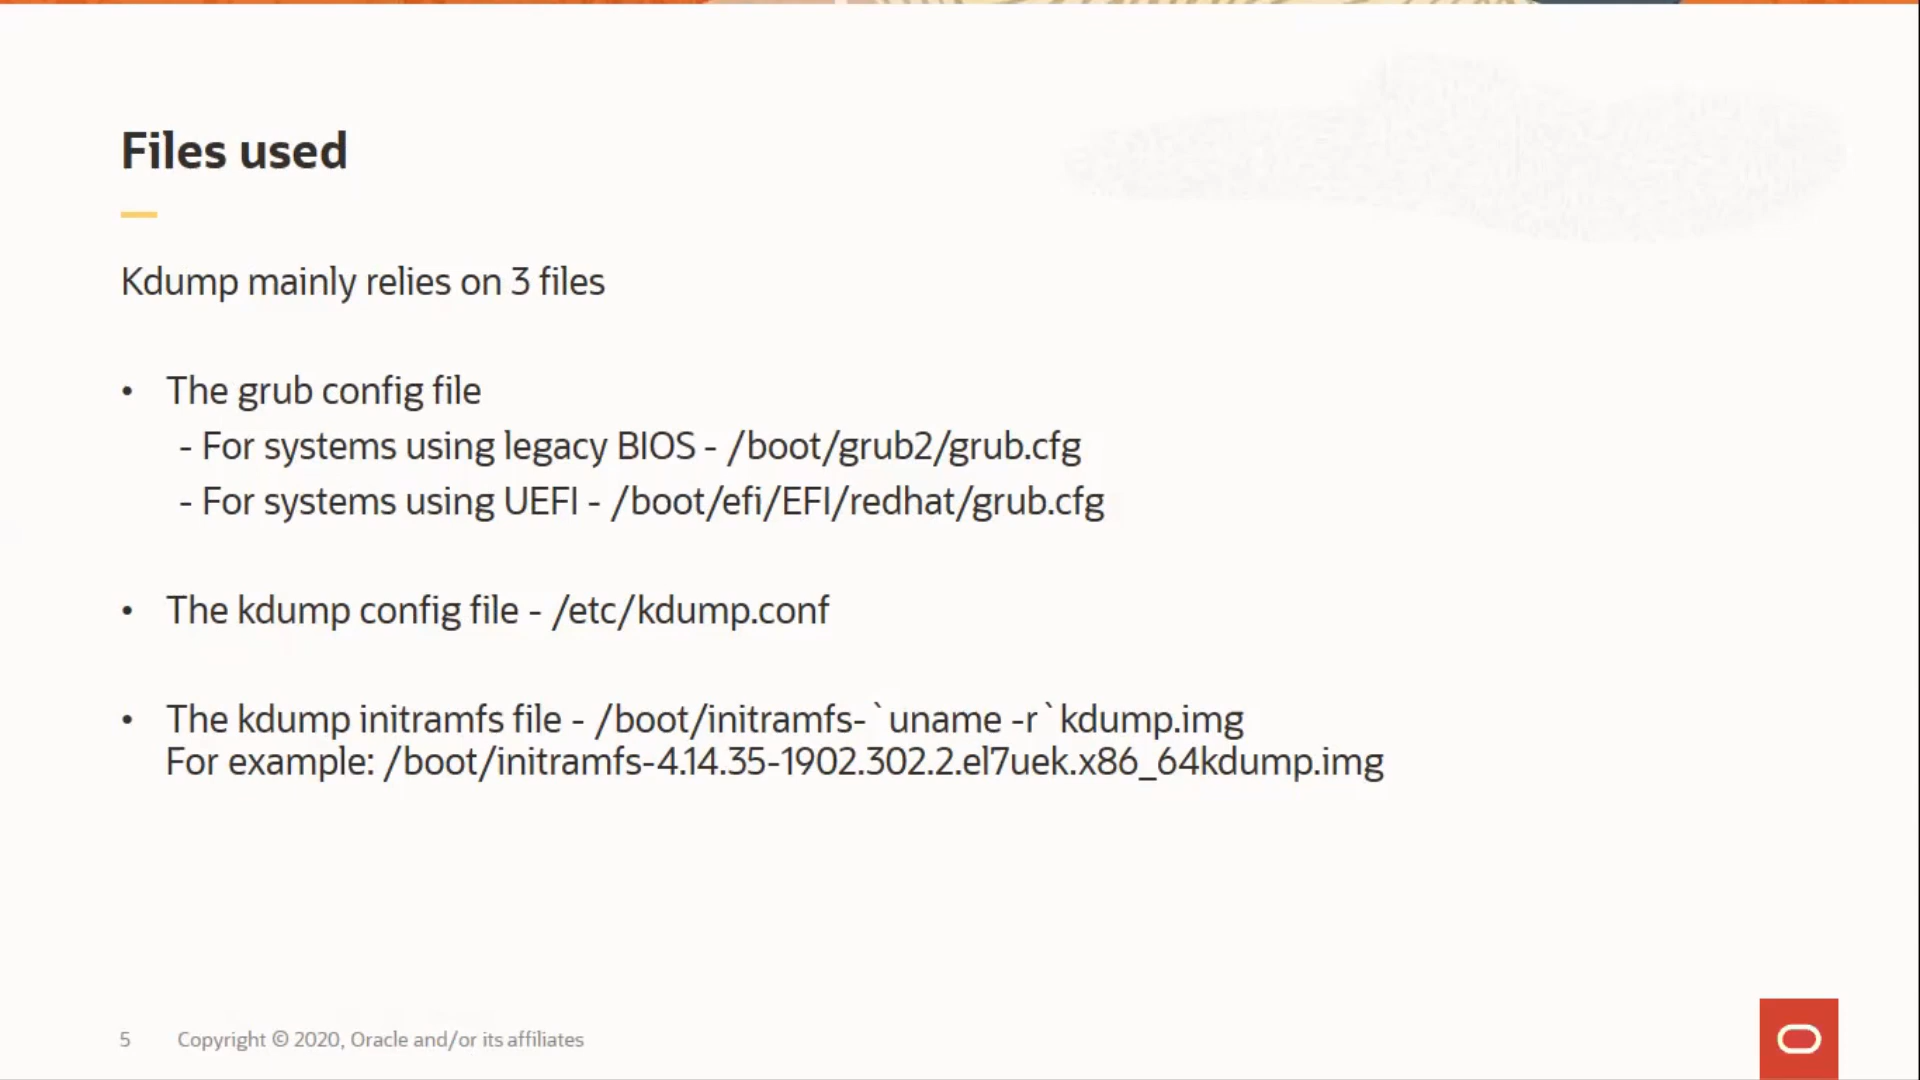 Files used
Kdump mainly relies on 3 files
• The grub config file
- For systems using legacy BIOS - /boot/grub2/grub.cfg
- For systems using UEFI - /boot/efi/EFI/redhat/grub.cfg
• The kdump config file - /etc/kdump.conf
• The kdump initramfs file - /boot/initramfs-`uname -r`kdump.img
For example: /boot/initramfs-4.14.35-1902.302.2.el7uek.x86_64kdump.img
5 Copyright © 2020, Oracle and/or its affiliates